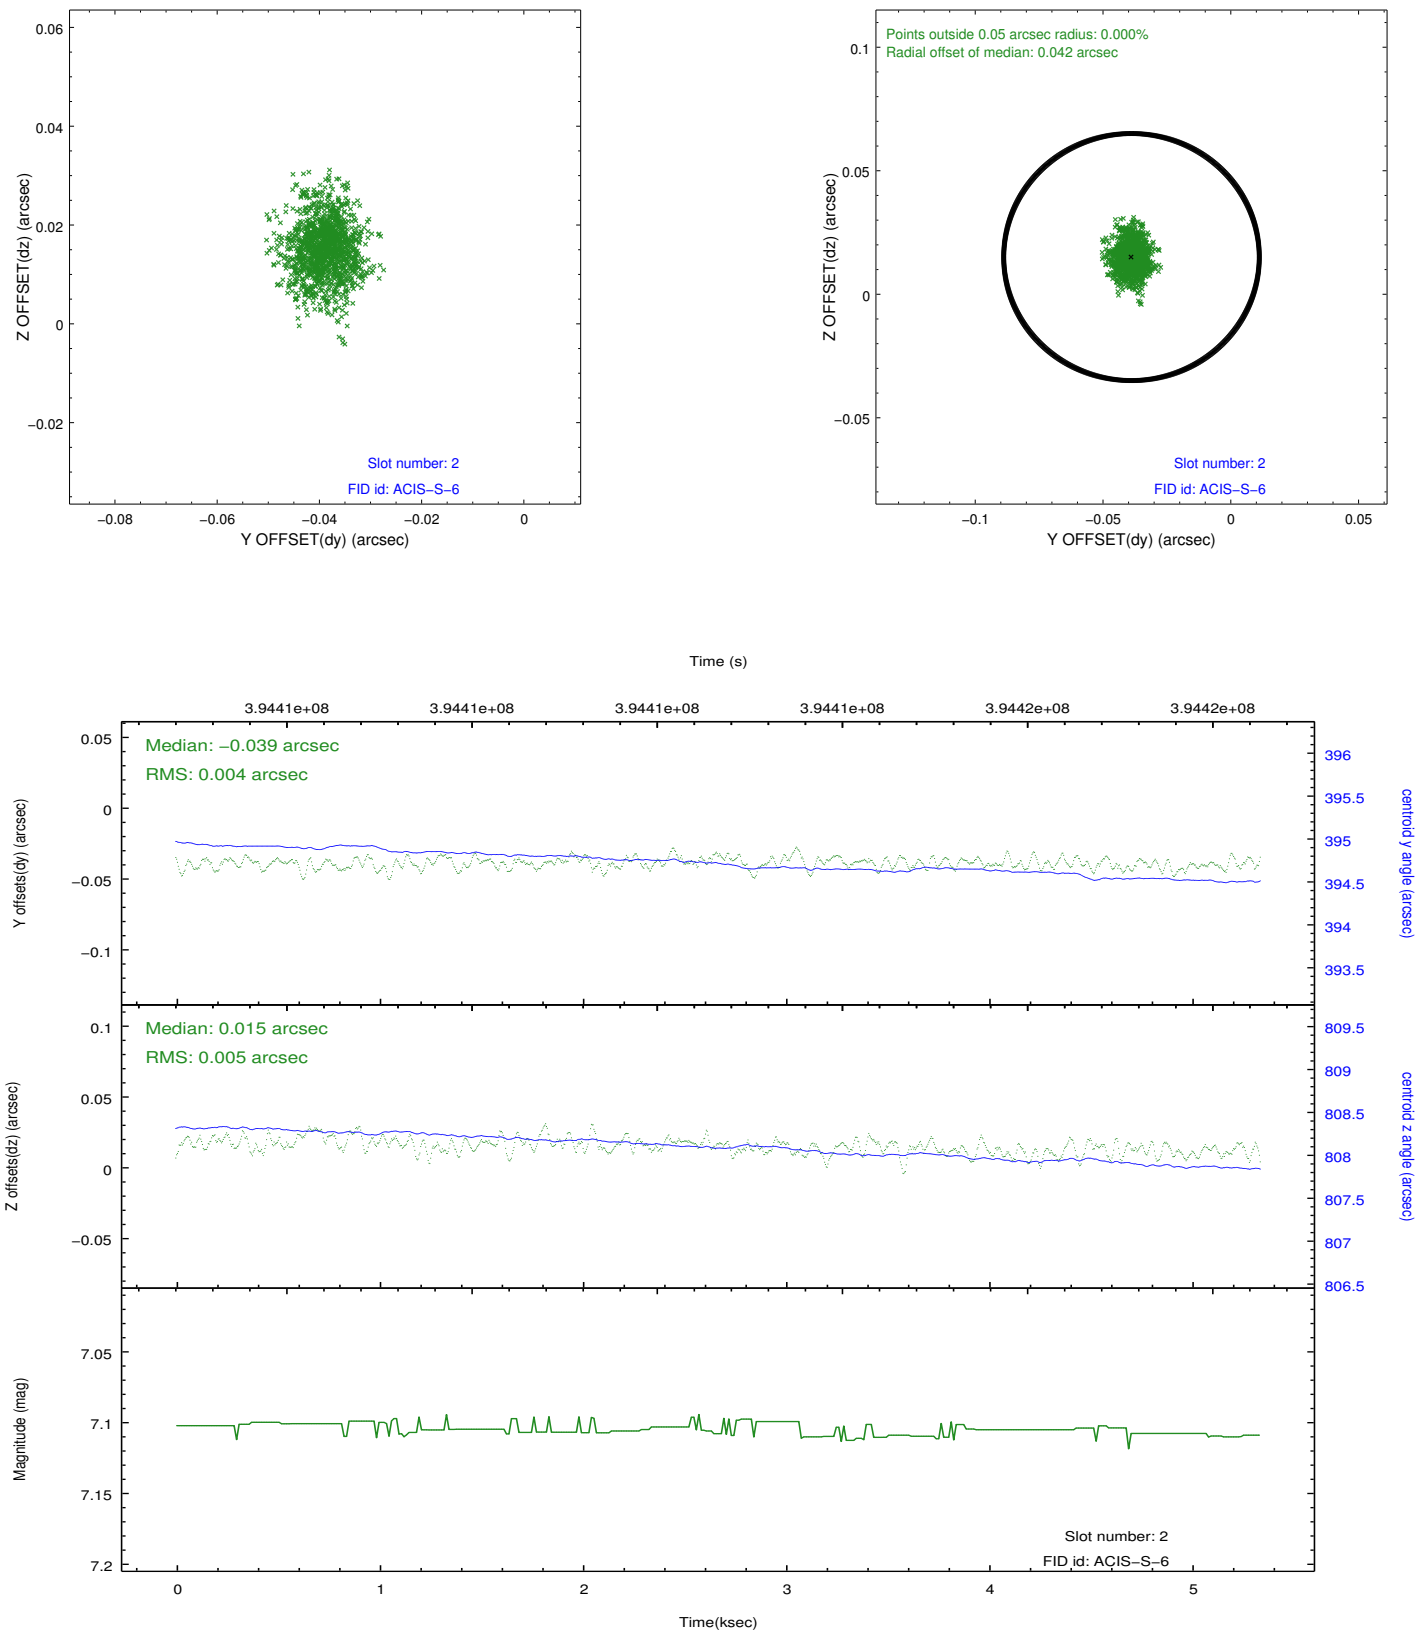 0.06
0.04
0.02
0
−0.02
Z OFFSET(dz) (arcsec)
Slot number: 2
FID id: ACIS−S−6
−0.08
−0.06
−0.04
−0.02
0
Y OFFSET(dy) (arcsec)
Points outside 0.05 arcsec radius: 0.000%
Radial offset of median: 0.042 arcsec
0.1
0.05
0
−0.05
Z OFFSET(dz) (arcsec)
Slot number: 2
FID id: ACIS−S−6
−0.1
−0.05
0
0.05
Y OFFSET(dy) (arcsec)
Time (s)
3.9441e+08
3.9441e+08
3.9441e+08
3.9441e+08
3.9442e+08
3.9442e+08
Median: −0.039 arcsec
RMS: 0.004 arcsec
0.05
0
−0.05
−0.1
Y offsets(dy) (arcsec)
396
395.5
395
394.5
394
393.5
centroid y angle (arcsec)
Median: 0.015 arcsec
RMS: 0.005 arcsec
0.1
0.05
0
−0.05
Z offsets(dz) (arcsec)
809.5
809
808.5
808
807.5
807
806.5
centroid z angle (arcsec)
7.05
7.1
7.15
7.2
Magnitude (mag)
Slot number: 2
FID id: ACIS−S−6
0
1
2
3
4
5
Time(ksec)